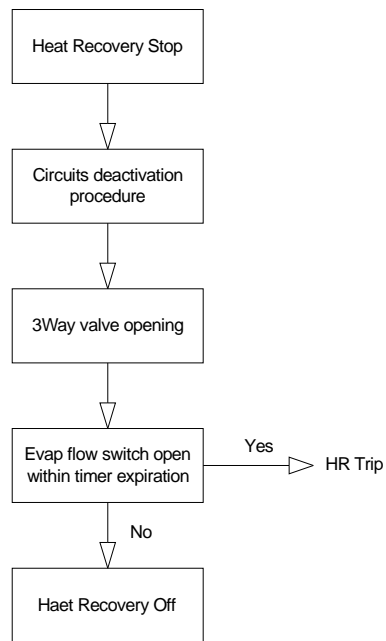 Heat Recovery Stop
Circuits deactivation
procedure
3Way valve opening
Evap flow switch open
within timer expiration
Yes
HR Trip
No
Haet Recovery Off